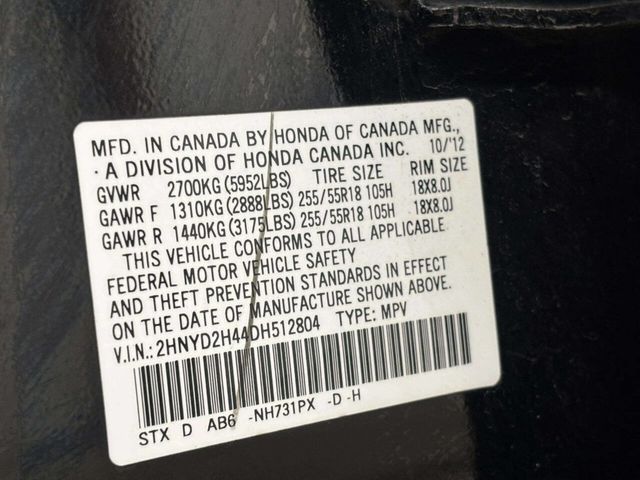 MFD. IN CANADA BY HONDA OF CANADA MFG.,
· A DIVISION OF HONDA CANADA INC. 10/'12
GVWR 2700KG (5952LBS) TIRE SIZE RIM SIZE
GAWR F 1310KG (2888LBS) 255/55R18 105H 18X8.0J
GAWR R 1440KG (3175LBS) 255/55R18 105H 18X8.0J
THIS VEHICLE CONFORMS TO ALL APPLICABLE
FEDERAL MOTOR VEHICLE SAFETY
AND THEFT PREVENTION STANDARDS IN EFFECT
ON THE DATE OF MANUFACTURE SHOWN ABOVE.
V.I.N.: 2HNYD2H44DH512804 TYPE: MPV
STX D AB6 -NH731PX -D -H